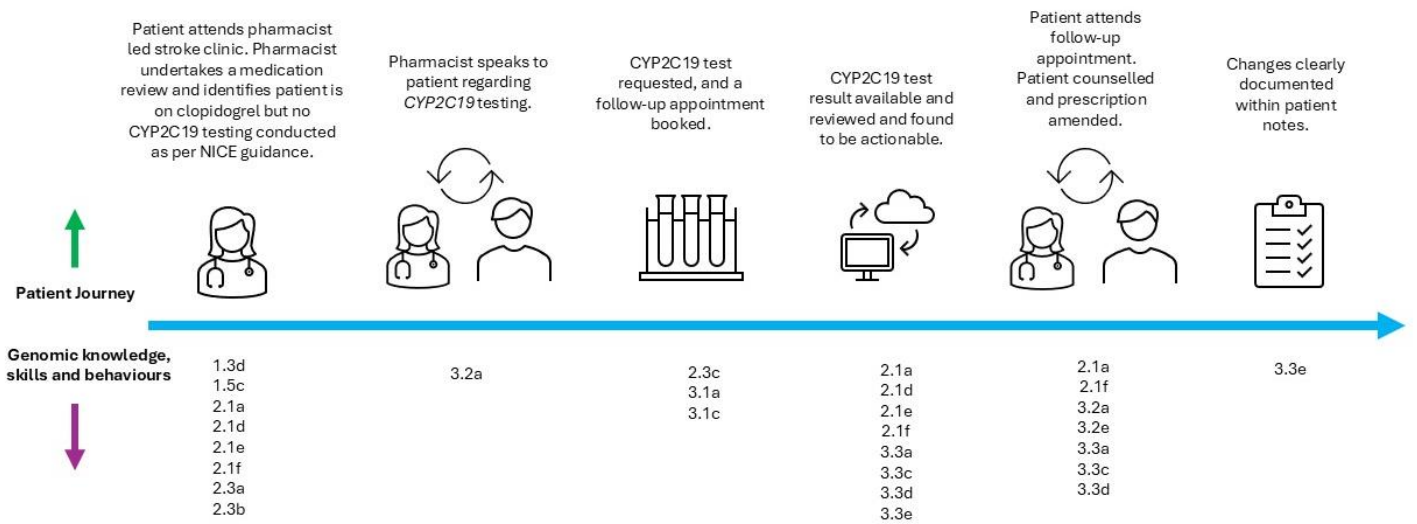 Patient attends pharmacist
led stroke clinic. Pharmacist
undertakes a medication
review and identifies patient is
on clopidogrel but no
CYP2C19 testing conducted
as per NICE guidance.
Pharmacist speaks to
patient regarding
CYP2C19 testing.
CYP2C19 test
requested, and a
follow-up appointment
booked.
CYP2C19 test
result available and
reviewed and found
to be actionable.
Patient attends
follow-up
appointment.
Patient counselled
and prescription
amended.
Changes clearly
documented
within patient
notes.
Patient Journey
Genomic knowledge,
skills and behaviours
1.3d
1.5c
2.1a
2.1d
2.1e
2.1f
2.3a
2.3b
3.2a
2.3c
3.1a
3.1c
2.1a
2.1d
2.1e
2.1f
3.3a
3.3c
3.3d
3.3e
2.1a
2.1f
3.2a
3.2e
3.3a
3.3c
3.3d
3.3e